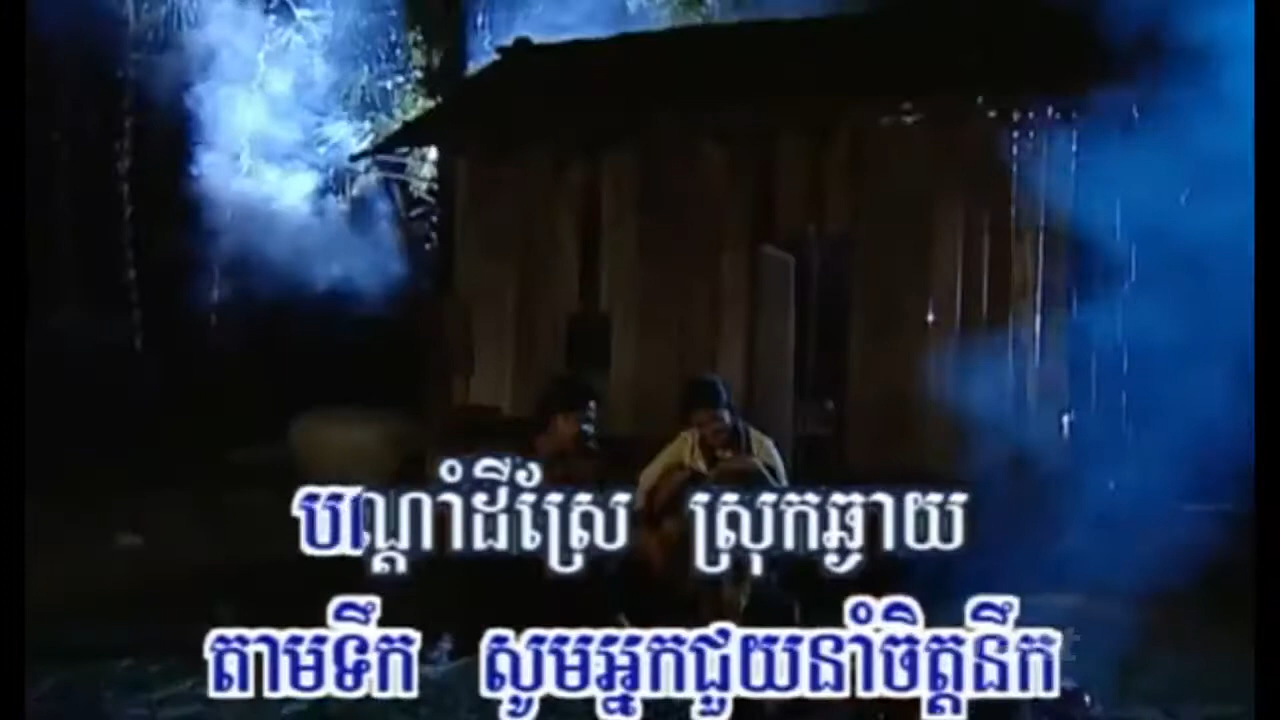 បណ្ដាំដីស្រែ ស្រុកឆ្ងាយ
តាមទឹក សូមអ្នកជួយនាំចិត្តនឹក